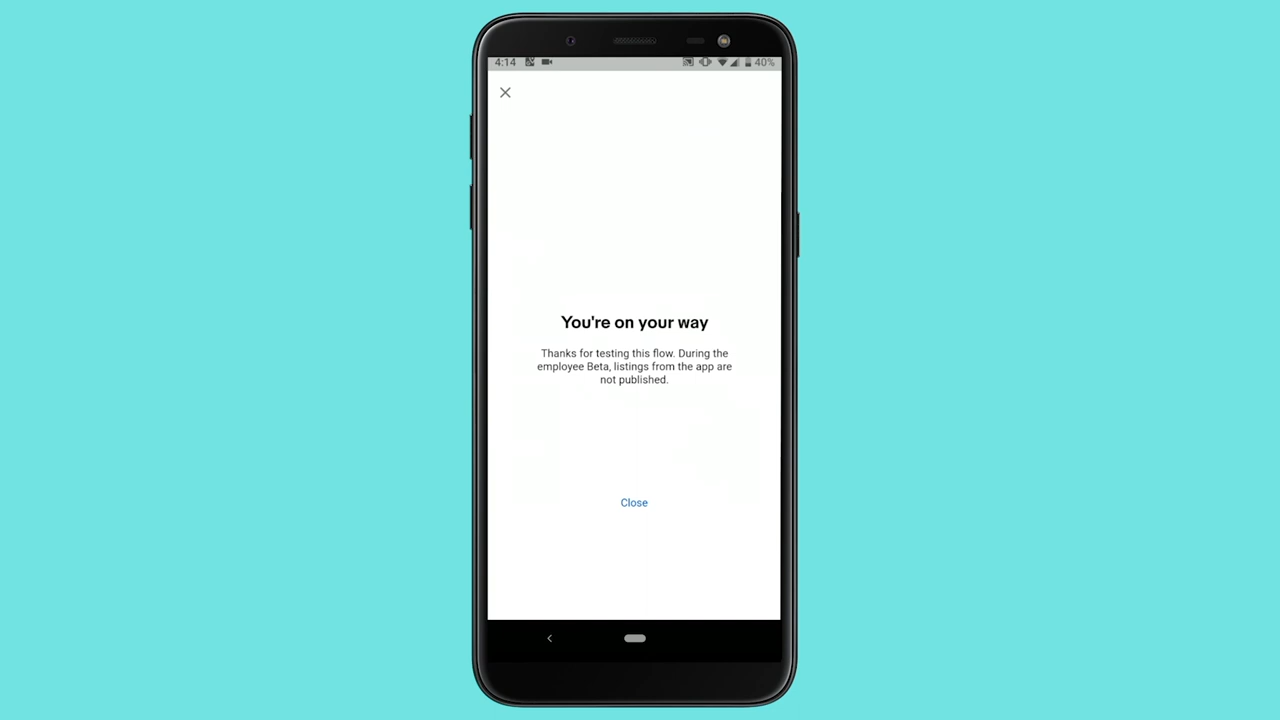 4:14 40%
You're on your way
Thanks for testing this flow. During the
employee Beta, listings from the app are
not published.
Close